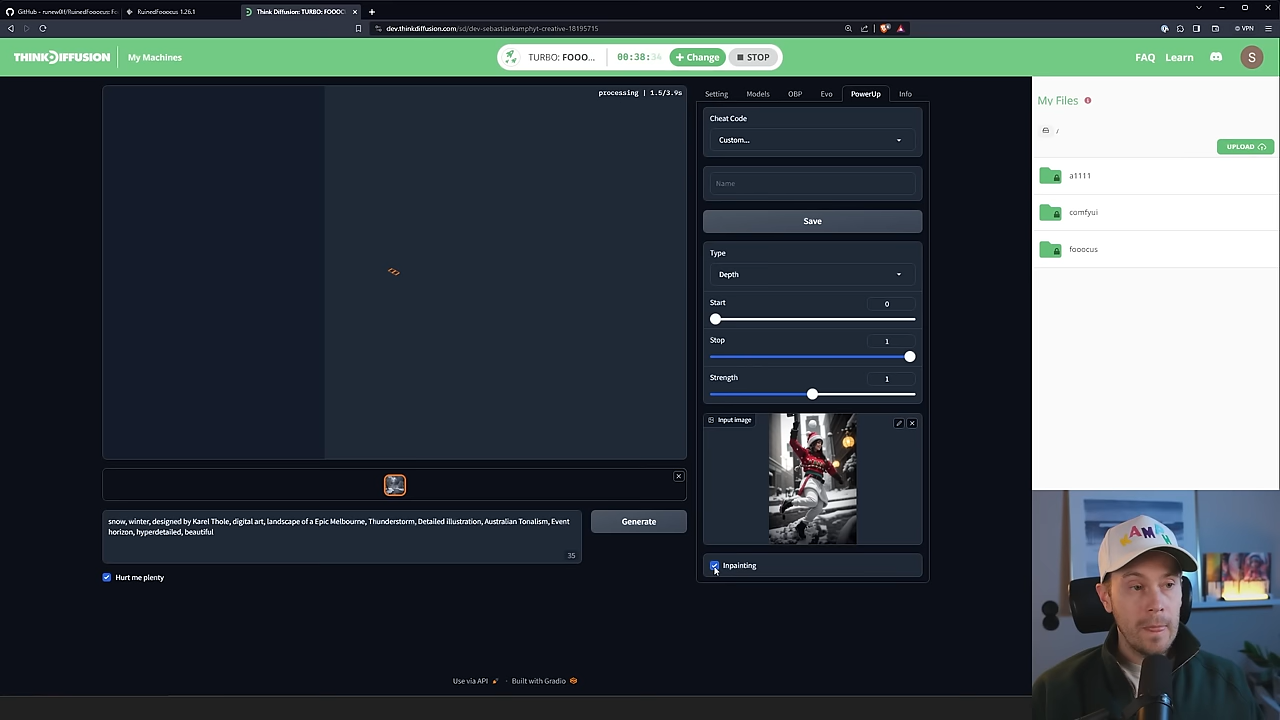 GitHub - runew0lf/RuinedFooocus: Fo
RuinedFooocus 1.26.1
Think Diffusion: TURBO: FOOO
dev.thinkdiffusion.com/sd/dev-sebastiankamphyt-creative-18195715
VPN
THINKDIFFUSION
My Machines
TURBO: FOOO...
00:38:34
+ Change
STOP
FAQ
Learn
S
processing | 1.5/3.9s
Setting
Models
OBP
Evo
PowerUp
Info
Cheat Code
Custom...
Name
Save
Type
Depth
Start
0
Stop
1
Strength
1
Input image
Inpainting
snow, winter, designed by Karel Thole, digital art, landscape of a Epic Melbourne, Thunderstorm, Detailed illustration, Australian Tonalism, Event
horizon, hyperdetailed, beautiful
35
Generate
Hurt me plenty
Use via API
·
Built with Gradio
My Files
/
UPLOAD
a1111
comfyui
fooocus